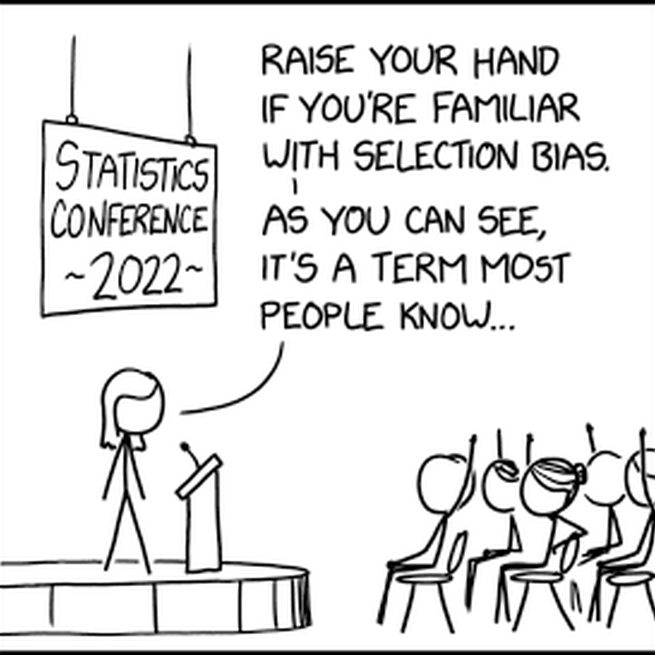 STATISTICS
CONFERENCE
~2022~
RAISE YOUR HAND
IF YOU'RE FAMILIAR
WITH SELECTION BIAS.
AS YOU CAN SEE,
IT'S A TERM MOST
PEOPLE KNOW...